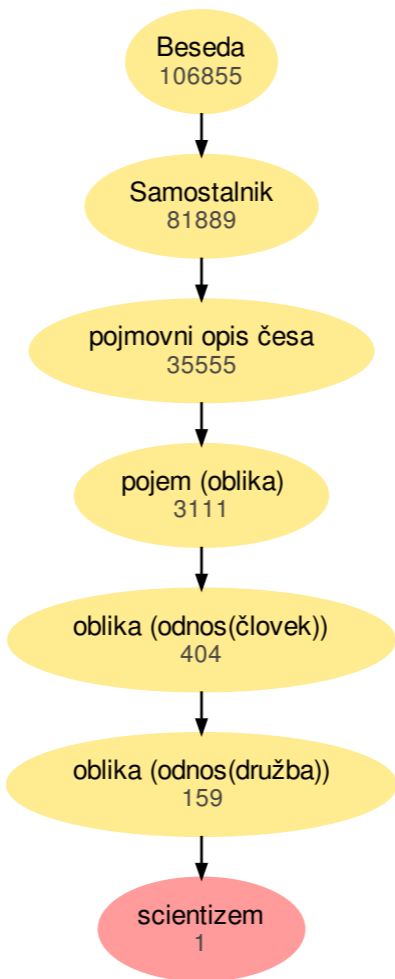 Beseda
106855
Samostalnik
81889
pojmovni opis česa
35555
pojem (oblika)
3111
oblika (odnos(človek))
404
oblika (odnos(družba))
159
scientizem
1